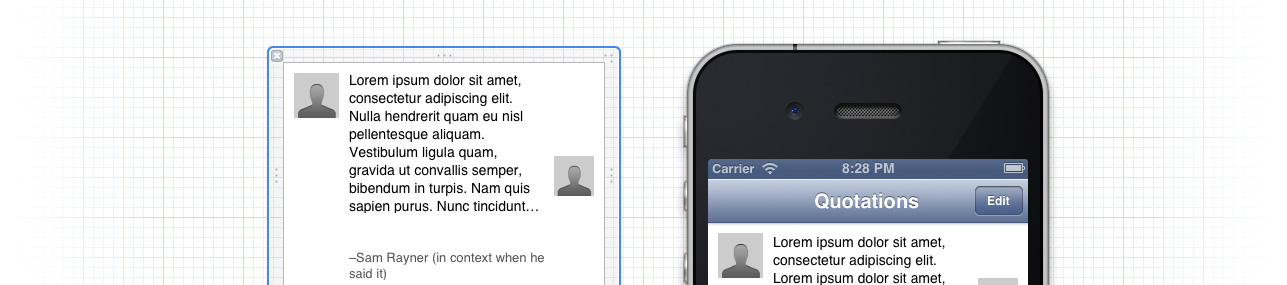 Lorem ipsum dolor sit amet,
consectetur adipiscing elit.
Nulla hendrerit quam eu nisl
pellentesque aliquam.
Vestibulum ligula quam,
gravida ut convallis semper,
bibendum in turpis. Nam quis
sapien purus. Nunc tincidunt…
–Sam Rayner (in context when he
said it)
Carrier 8:28 PM
Quotations Edit
Lorem ipsum dolor sit amet,
consectetur adipiscing elit.
Lorem ipsum dolor sit amet,